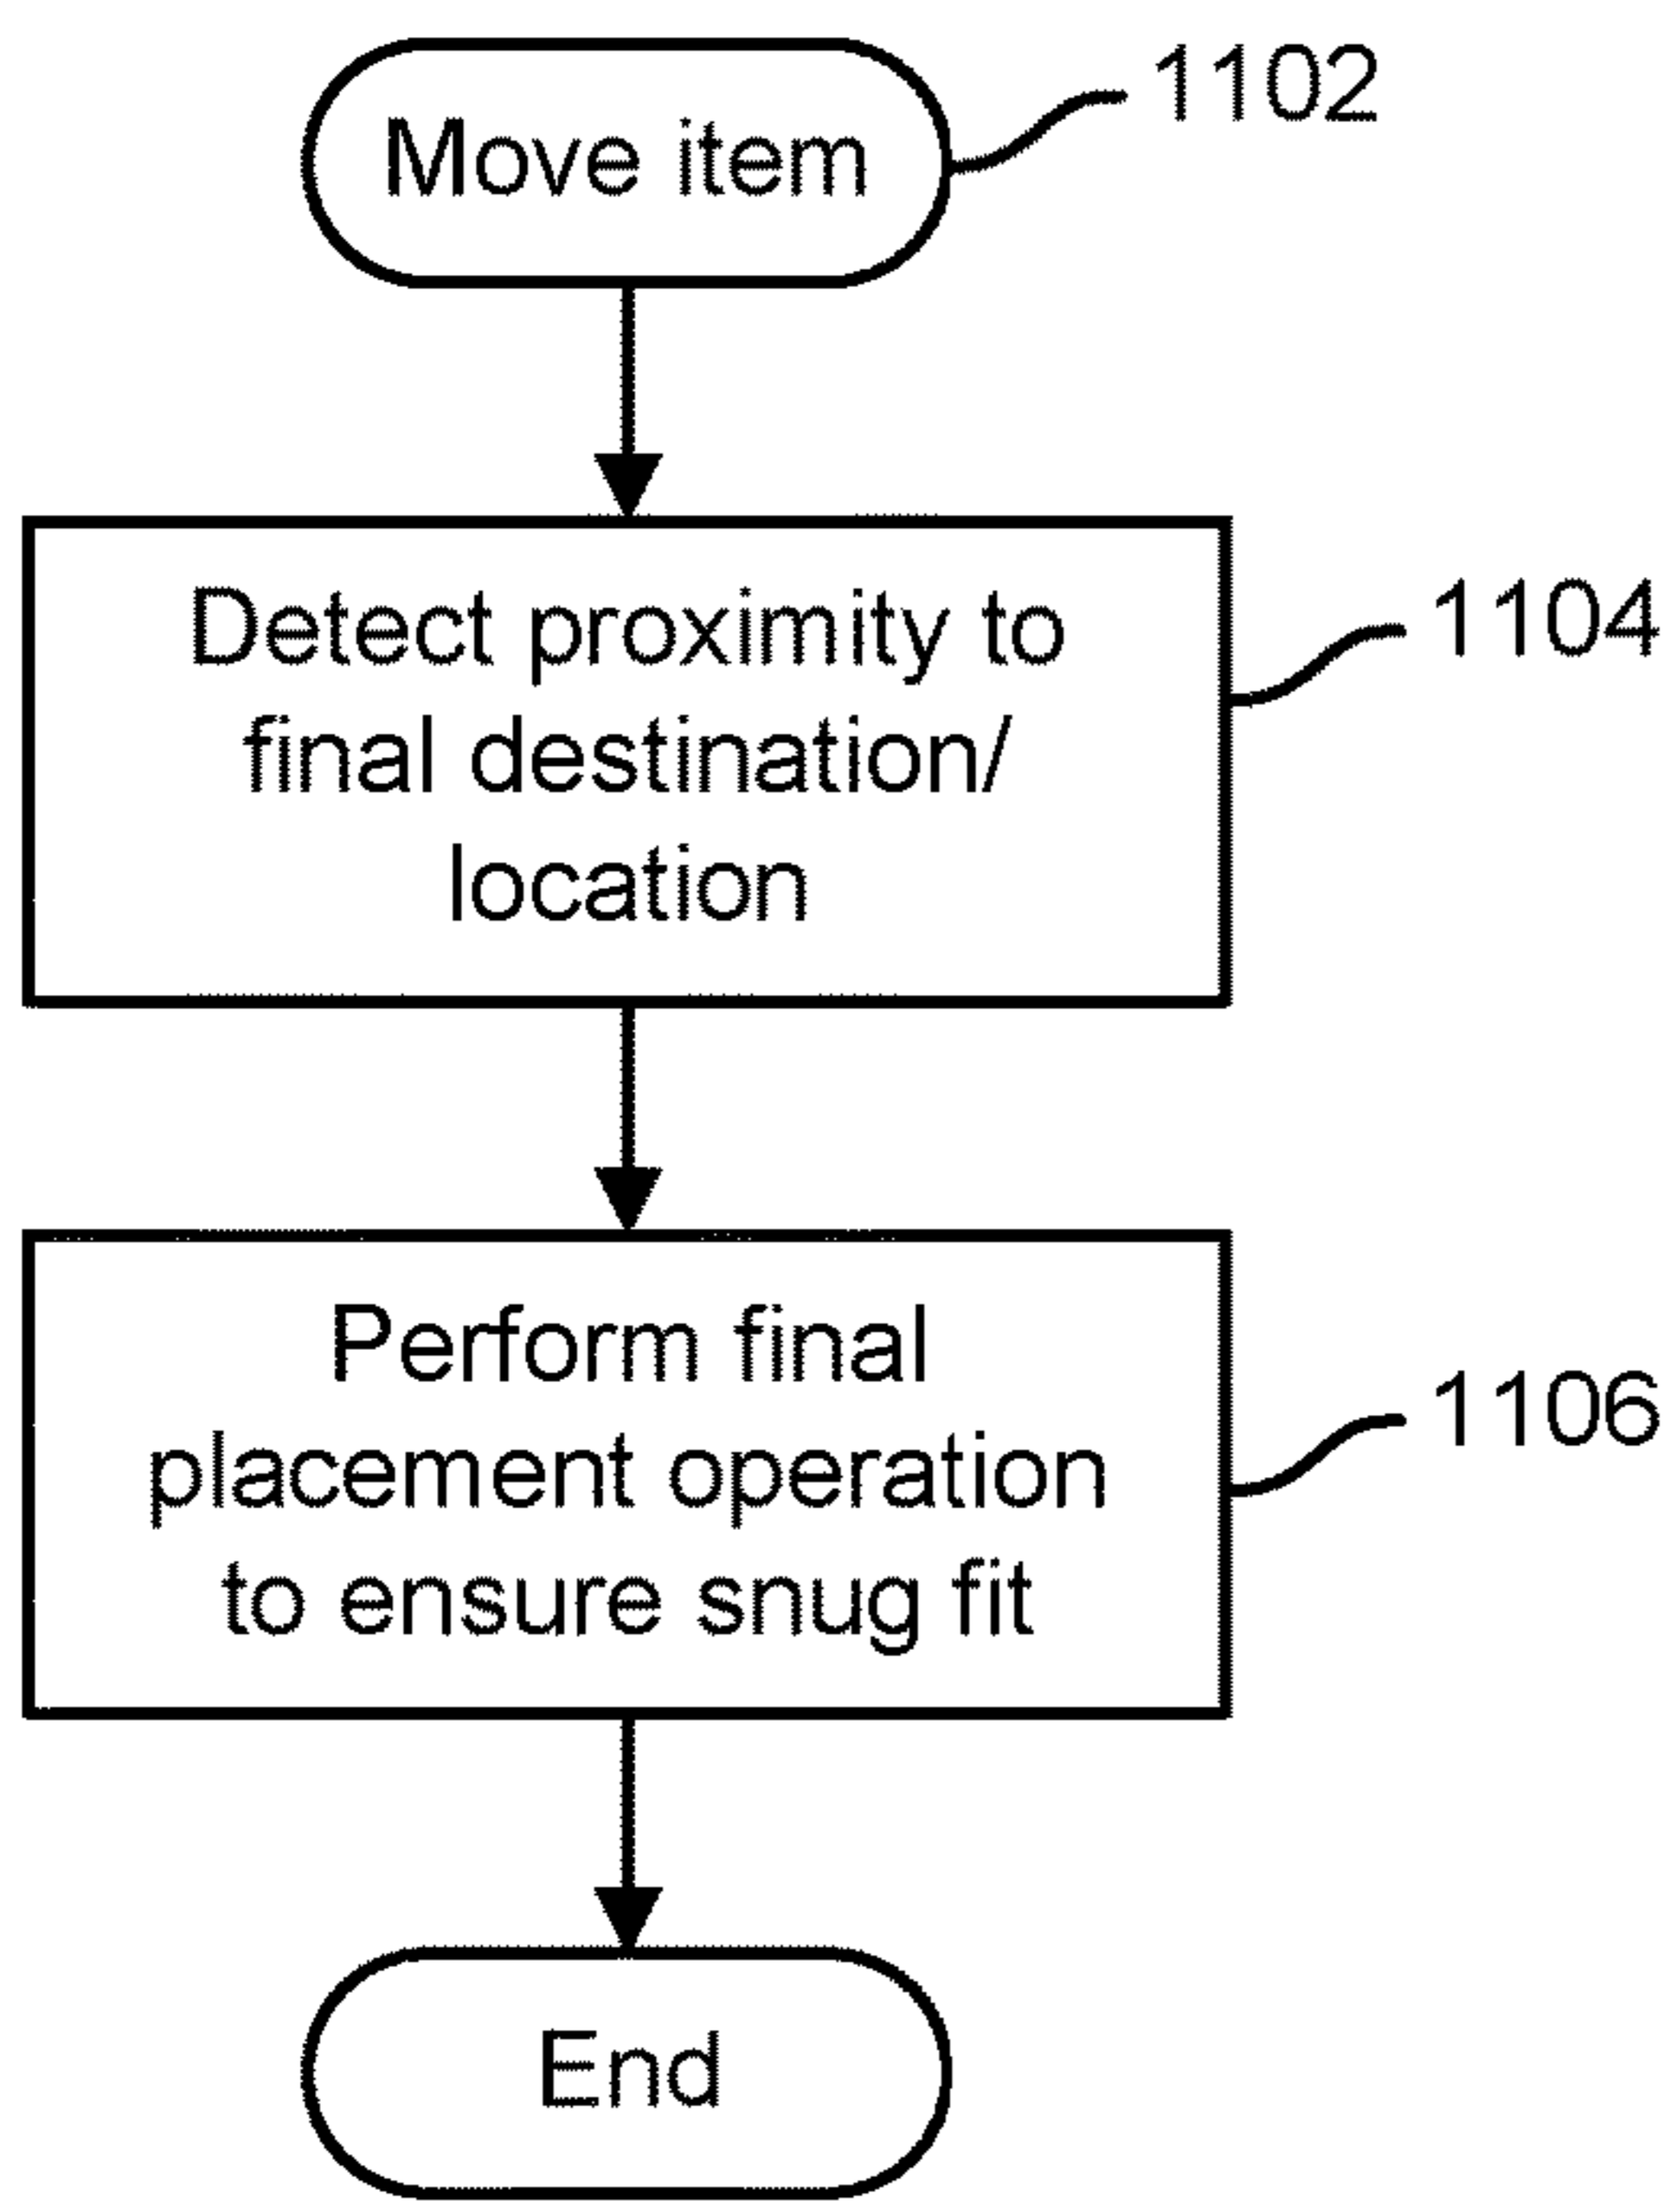 Move item
1102
Detect proximity to
final destination/
location
1104
Perform final
placement operation
to ensure snug fit
1106
End